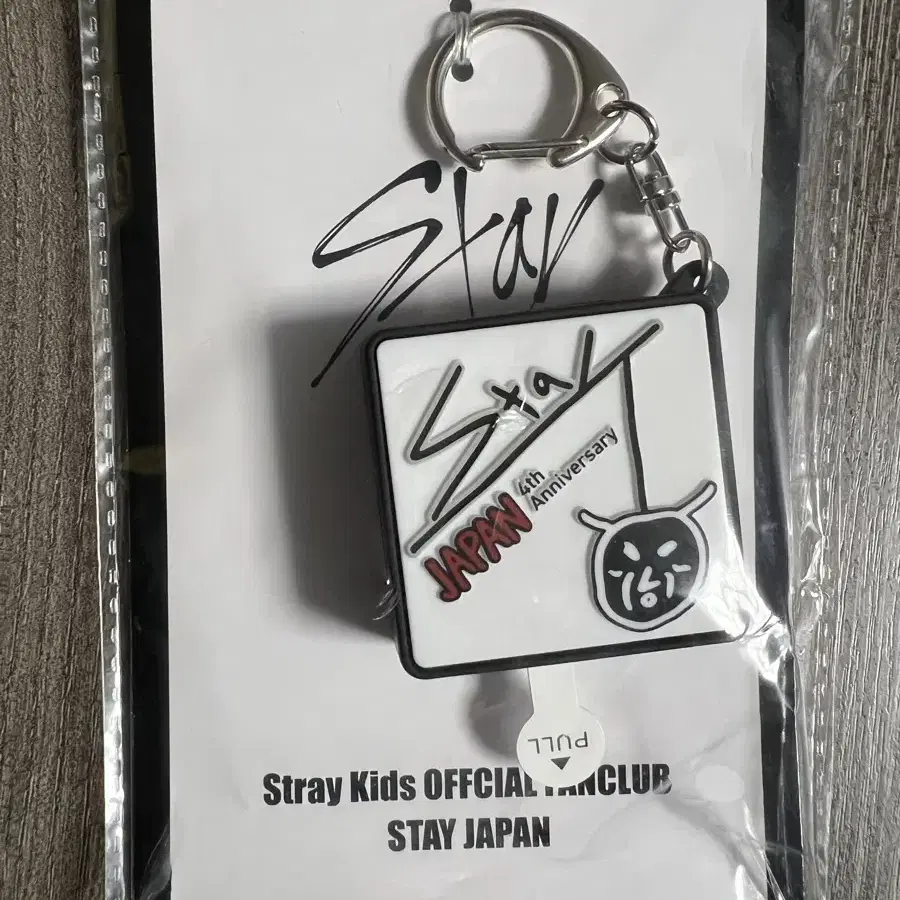 Stay
Stay
JAPAN 4th
Anniversary
PULL
Stray Kids OFFCIAL FANCLUB
STAY JAPAN